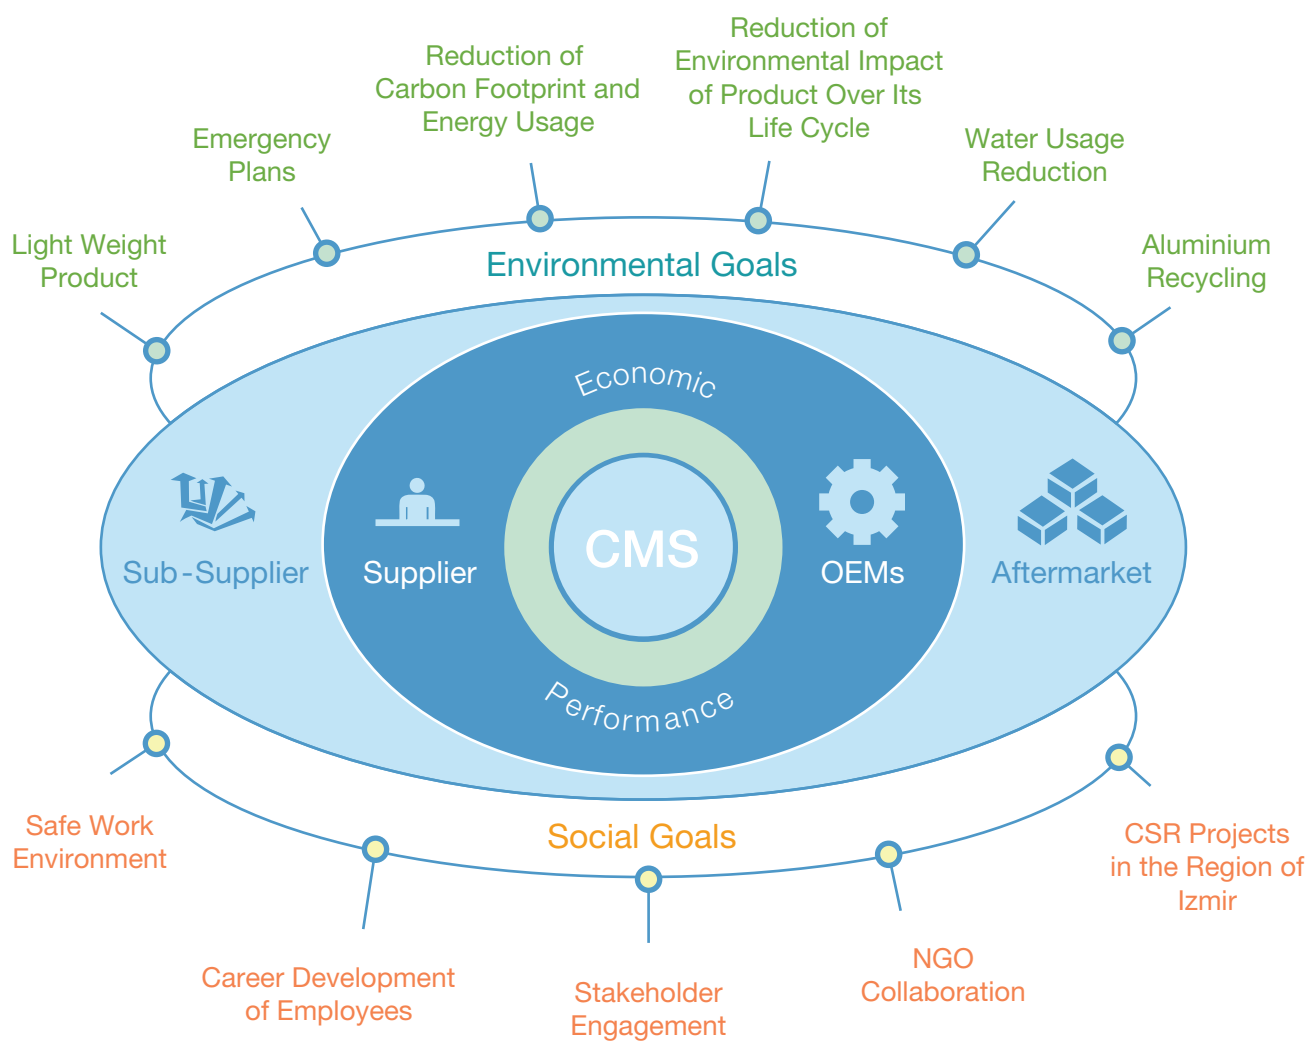 Reduction of
Environmental Impact
of Product Over Its
Life Cycle
Reduction of
Carbon Footprint and
Energy Usage
Emergency
Plans
Water Usage
Reduction
Light Weight
Product
Aluminium
Recycling
Environmental Goals
Economic
CMS
Sub-Supplier
Supplier
OEMs
Aftermarket
Performance
Social Goals
Safe Work
Environment
CSR Projects
in the Region of
Izmir
Career Development
of Employees
Stakeholder
Engagement
NGO
Collaboration